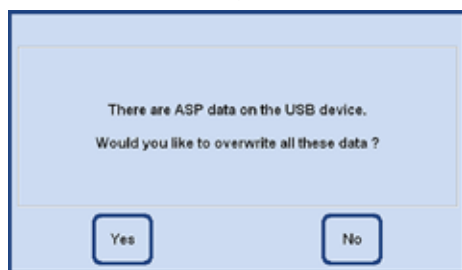 There are ASP data on the USB device.
Would you like to overwrite all these data ?
Yes
No